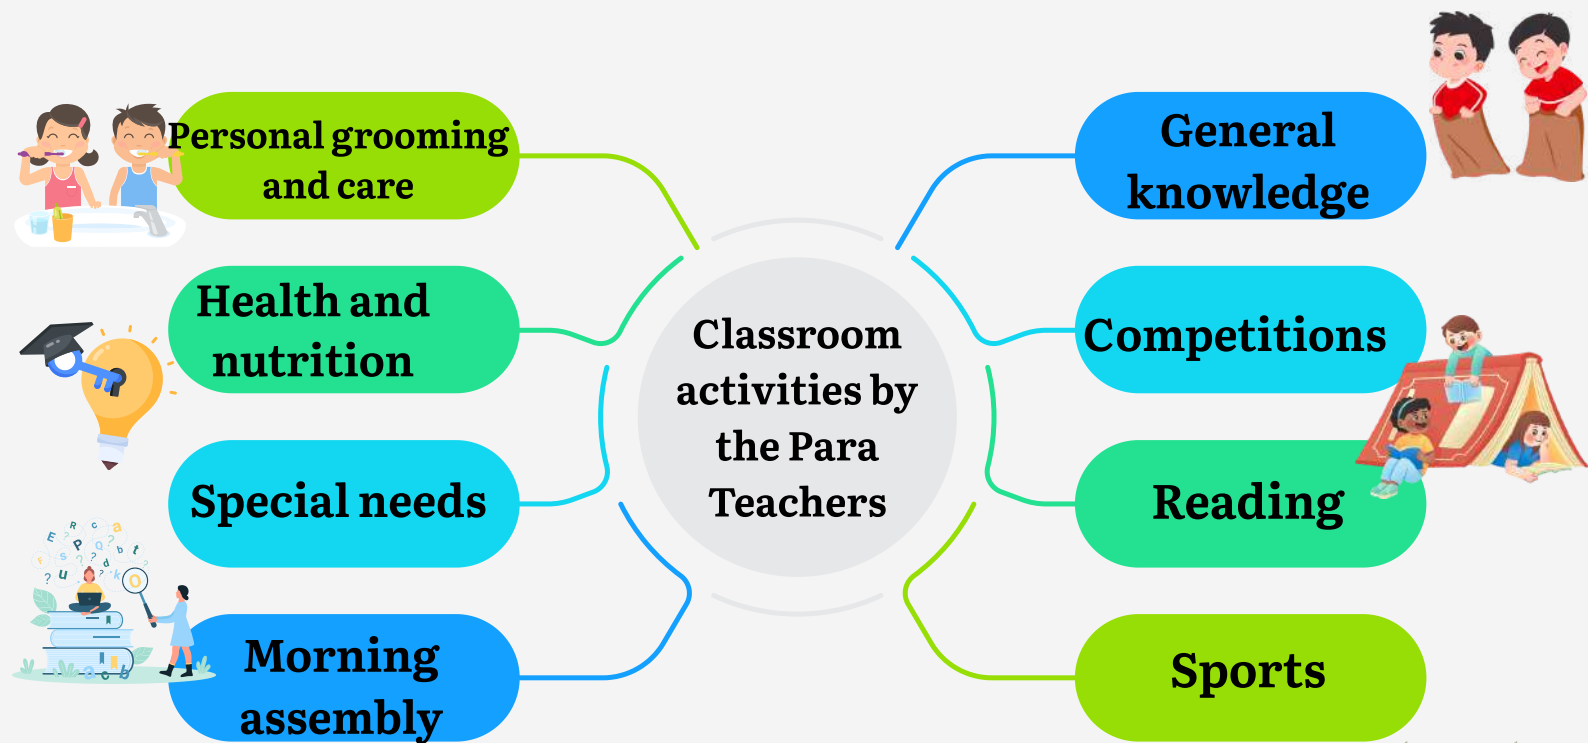 Personal grooming
and care
Health and
nutrition
Special needs
Morning
assembly
Classroom
activities by
the Para
Teachers
General
knowledge
Competitions
Reading
Sports